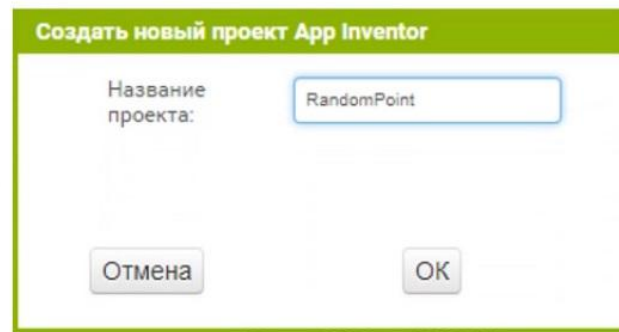 Создать новый проект App Inventor
Название
проекта:
RandomPoint
Отмена
OK